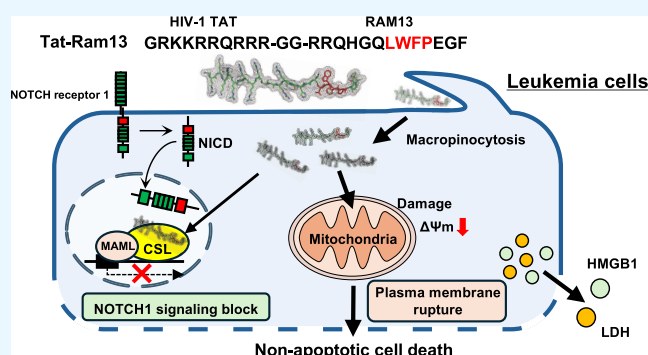 HIV-1 TAT RAM13
Tat-Ram13 GRKKRRQRRR-GG-RRQHGQLWFPEGF
Leukemia cells
NOTCH receptor 1
NICD
Macropinocytosis
Damage
ΔΨm
Mitochondria
MAML
CSL
HMGB1
LDH
NOTCH1 signaling block
Plasma membrane
rupture
Non-apoptotic cell death